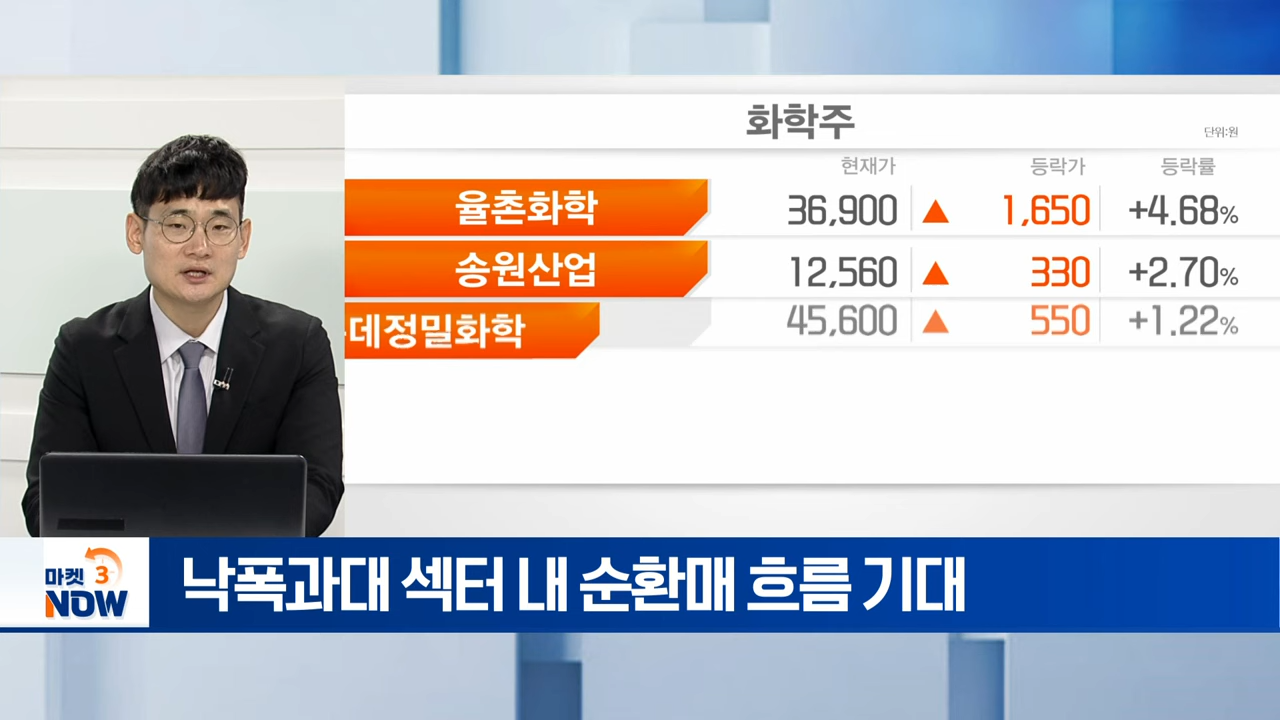 화학주
단위:원
현재가 등락가 등락률
율촌화학 36,900 ▲ 1,650 +4.68%
송원산업 12,560 ▲ 330 +2.70%
데정밀화학 45,600 ▲ 550 +1.22%
마켓 3
NOW
낙폭과대 섹터 내 순환매 흐름 기대